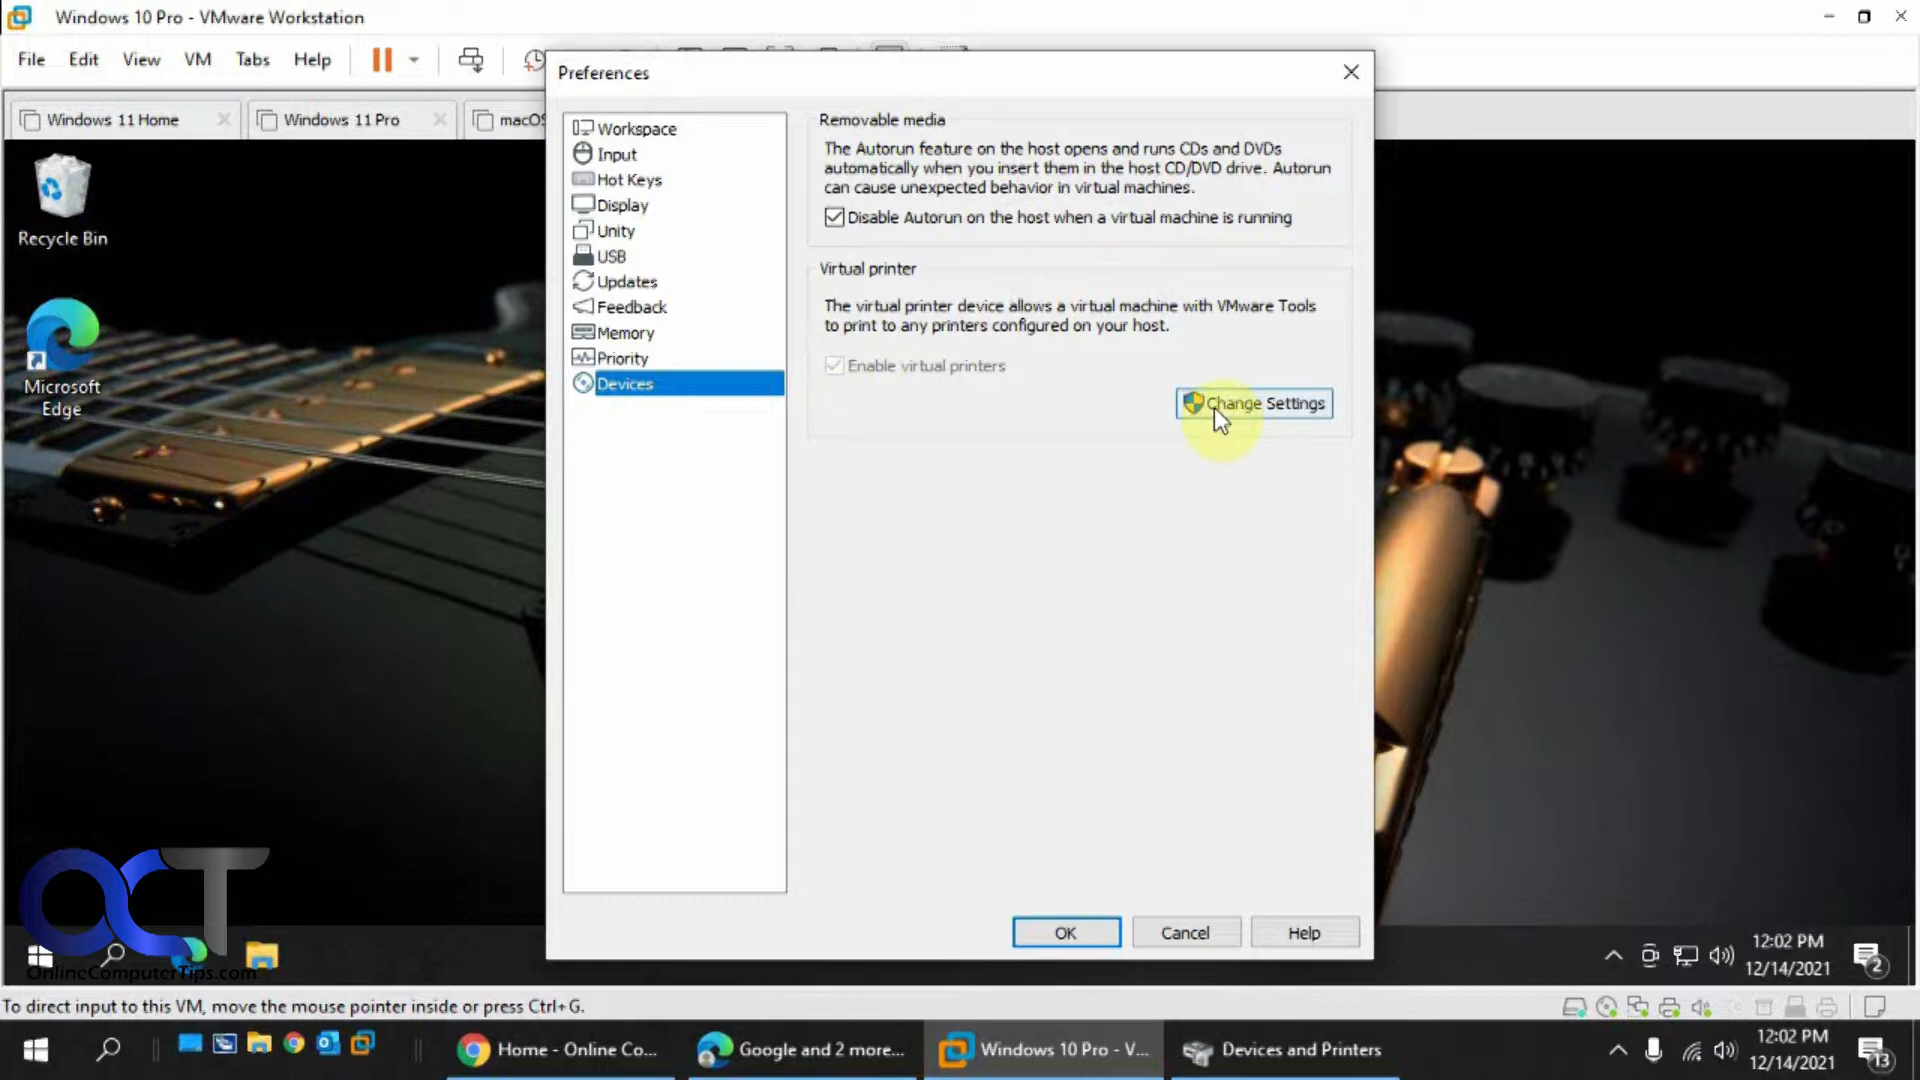 Windows 10 Pro - VMware Workstation
File Edit View VM Tabs Help
Windows 11 Home
Windows 11 Pro
macOS
Preferences
Workspace
Input
Hot Keys
Display
Unity
USB
Updates
Feedback
Memory
Priority
Devices
Removable media
The Autorun feature on the host opens and runs CDs and DVDs
automatically when you insert them in the host CD/DVD drive. Autorun
can cause unexpected behavior in virtual machines.
Disable Autorun on the host when a virtual machine is running
Virtual printer
The virtual printer device allows a virtual machine with VMware Tools
to print to any printers configured on your host.
Enable virtual printers
Change Settings
OK Cancel Help
Recycle Bin
Microsoft
Edge
OCT
OnlineComputerTips.com
12:02 PM
12/14/2021
2
To direct input to this VM, move the mouse pointer inside or press Ctrl+G.
Home - Online Co...
Google and 2 more...
Windows 10 Pro - V...
Devices and Printers
12:02 PM
12/14/2021
13